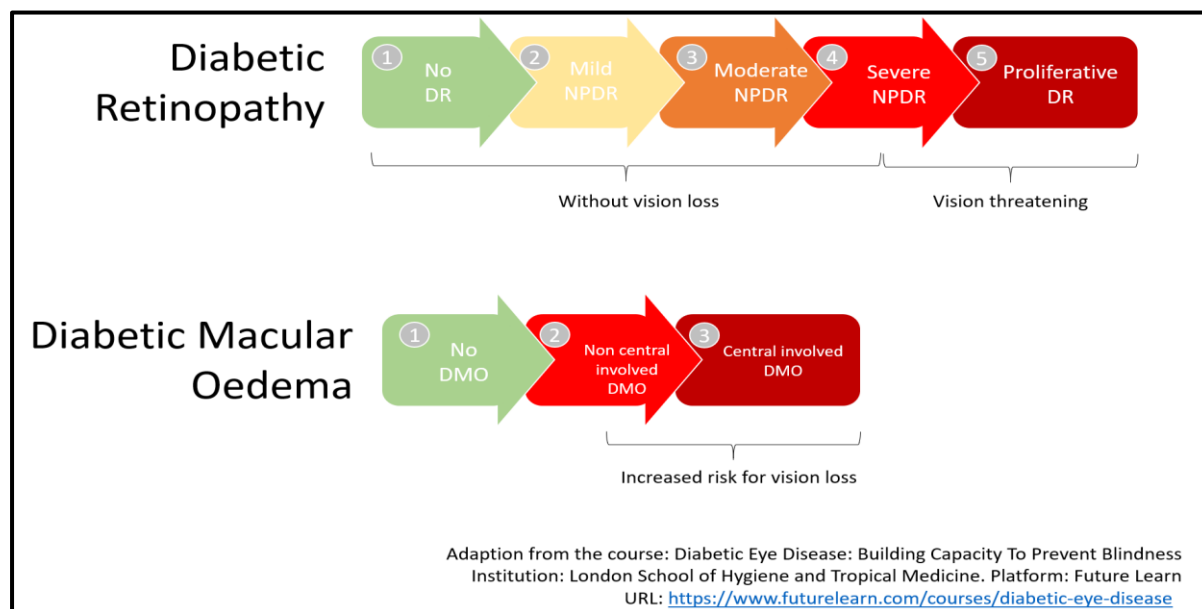 Diabetic
Retinopathy
1
No
DR
2
Mild
NPDR
3
Moderate
NPDR
4
Severe
NPDR
5
Proliferative
DR
Without vision loss
Vision threatening
Diabetic Macular
Oedema
1
No
DMO
2
Non central
involved
DMO
3
Central involved
DMO
Increased risk for vision loss
Adaption from the course: Diabetic Eye Disease: Building Capacity To Prevent Blindness
Institution: London School of Hygiene and Tropical Medicine. Platform: Future Learn
URL: https://www.futurelearn.com/courses/diabetic-eye-disease